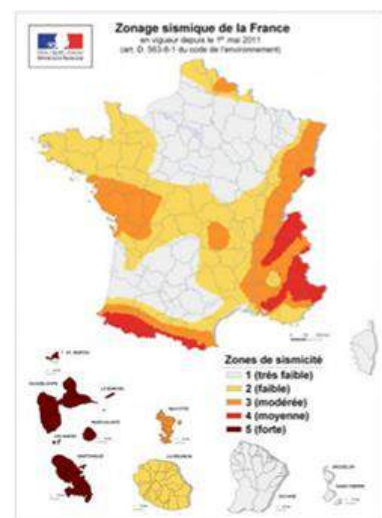 Zonage sismique de la France
en vigueur depuis le 1er mai 2011
(art. D. 563-8-1 du code de l'environnement)
Zones de sismicité
1 (très faible)
2 (faible)
3 (modérée)
4 (moyenne)
5 (forte)
ST. MARTIN
GUADELOUPE
MARTINIQUE
MAYOTTE
LA RÉUNION
GUYANE